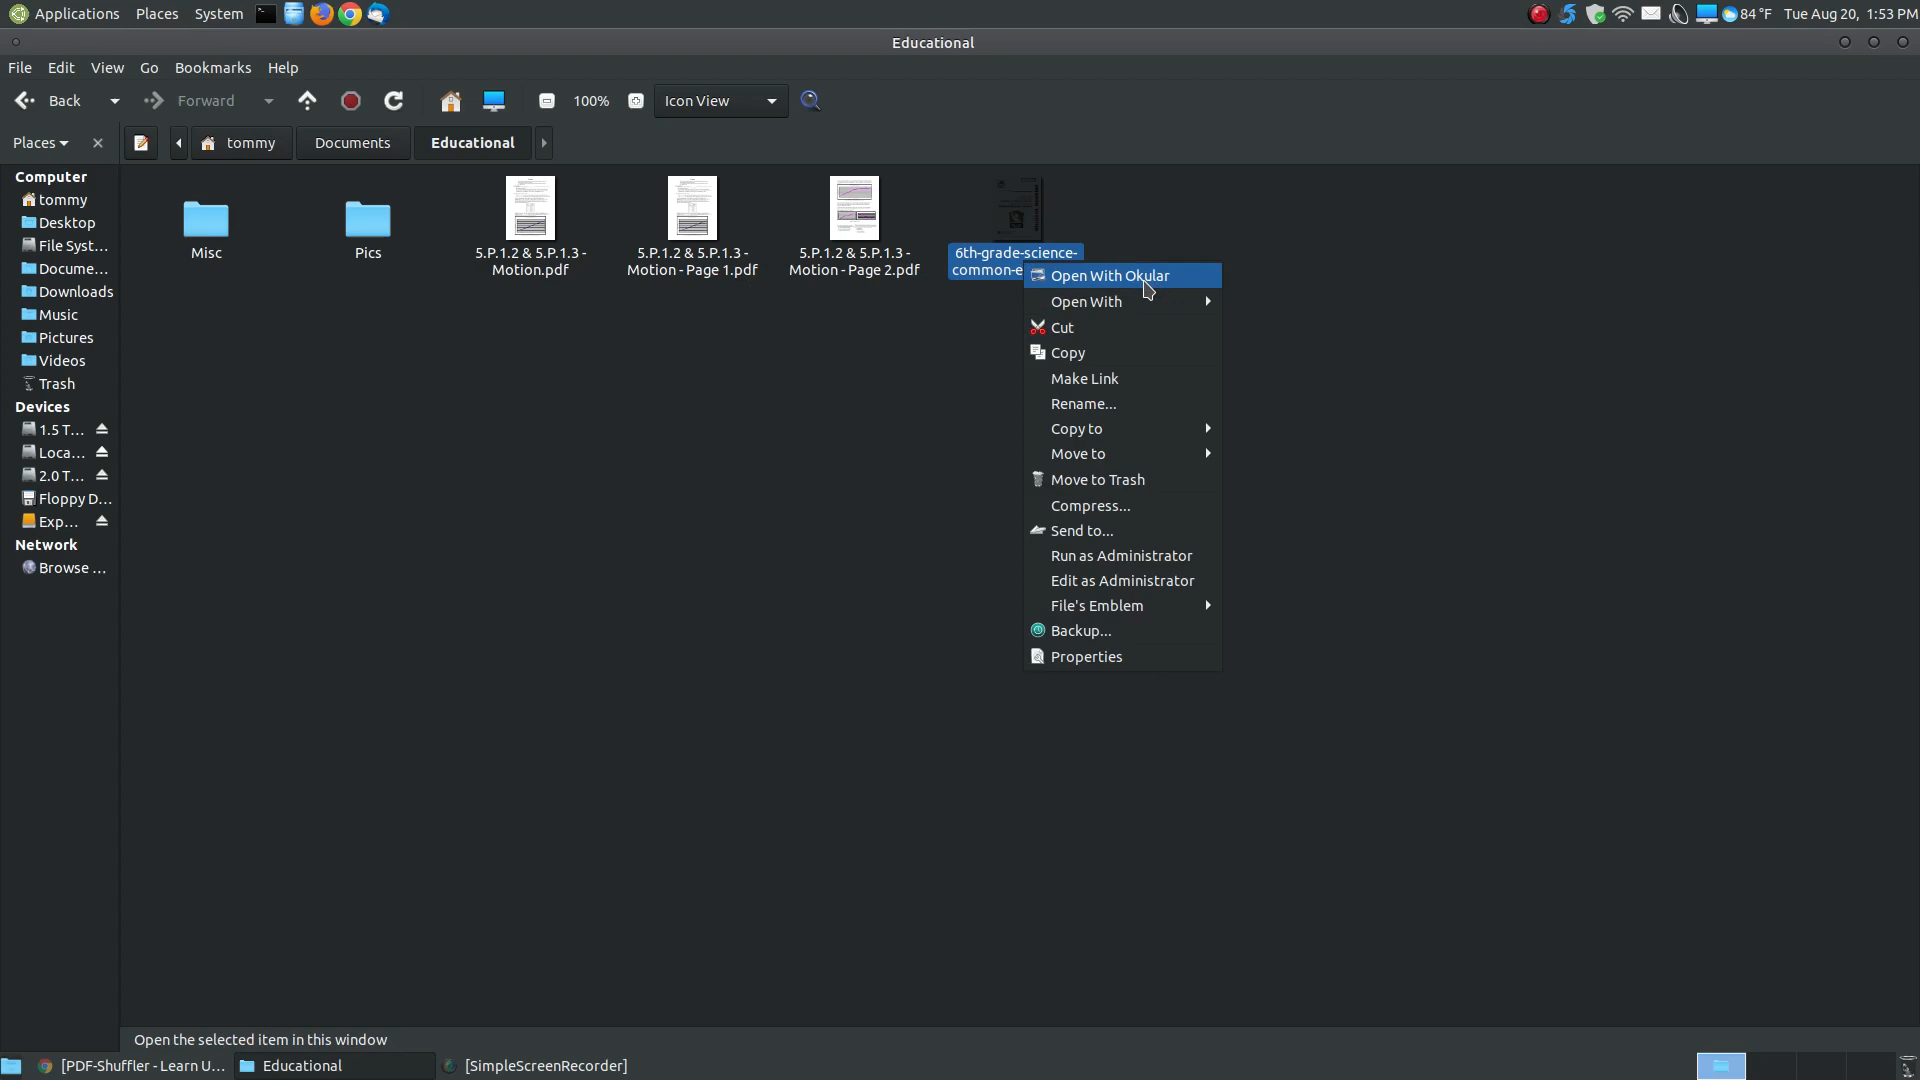 Applications Places System 84 °F Tue Aug 20, 1:53 PM
Educational
File Edit View Go Bookmarks Help
Back Forward 100% Icon View
Places tommy Documents Educational
Computer
tommy
Desktop
File Syst...
Docume...
Downloads
Music
Pictures
Videos
Trash
Devices
1.5 T...
Loca...
2.0 T...
Floppy D...
Exp...
Network
Browse ...
Misc
Pics
5.P.1.2 & 5.P.1.3 -
Motion.pdf
5.P.1.2 & 5.P.1.3 -
Motion - Page 1.pdf
5.P.1.2 & 5.P.1.3 -
Motion - Page 2.pdf
6th-grade-science-
common-e
Open With Okular
Open With
Cut
Copy
Make Link
Rename...
Copy to
Move to
Move to Trash
Compress...
Send to...
Run as Administrator
Edit as Administrator
File's Emblem
Backup...
Properties
Open the selected item in this window
[PDF-Shuffler - Learn U... Educational [SimpleScreenRecorder]